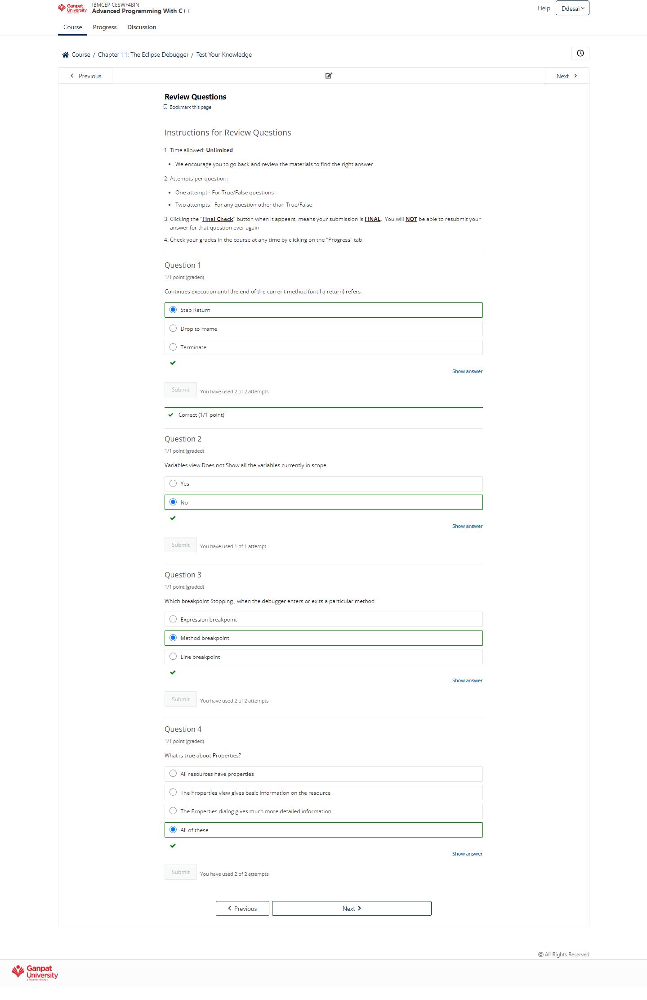 Ganpat
University
IBMCEP CESWF4BIN
Advanced Programming With C++
Help
Ddesai
Course Progress Discussion
Course / Chapter 11: The Eclipse Debugger / Test Your Knowledge
Previous
Next
Review Questions
Bookmark this page
Instructions for Review Questions
1. Time allowed: Unlimited
• We encourage you to go back and review the materials to find the right answer
2. Attempts per question:
• One attempt - For True/False questions
• Two attempts - For any question other than True/False
3. Clicking the "Final Check" button when it appears, means your submission is FINAL. You will NOT be able to resubmit your
answer for that question ever again
4. Check your grades in the course at any time by clicking on the "Progress" tab
Question 1
1/1 point (graded)
Continues execution until the end of the current method (until a return) refers
Step Return
Drop to Frame
Terminate
Show answer
Submit You have used 2 of 2 attempts
Correct (1/1 point)
Question 2
1/1 point (graded)
Variables view Does not Show all the variables currently in scope
Yes
No
Show answer
Submit You have used 1 of 1 attempt
Question 3
1/1 point (graded)
Which breakpoint Stopping , when the debugger enters or exits a particular method
Expression breakpoint
Method breakpoint
Line breakpoint
Show answer
Submit You have used 2 of 2 attempts
Question 4
1/1 point (graded)
What is true about Properties?
All resources have properties
The Properties view gives basic information on the resource
The Properties dialog gives much more detailed information
All of these
Show answer
Submit You have used 2 of 2 attempts
Previous Next
© All Rights Reserved
Ganpat
University